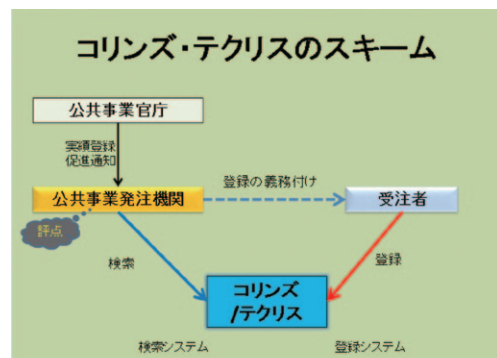 コリンズ・テクリスのスキーム
公共事業官庁
実績登録
促進通知
登録の義務付け
公共事業発注機関
受注者
評点
検索
登録
コリンズ
/テクリス
検索システム
登録システム